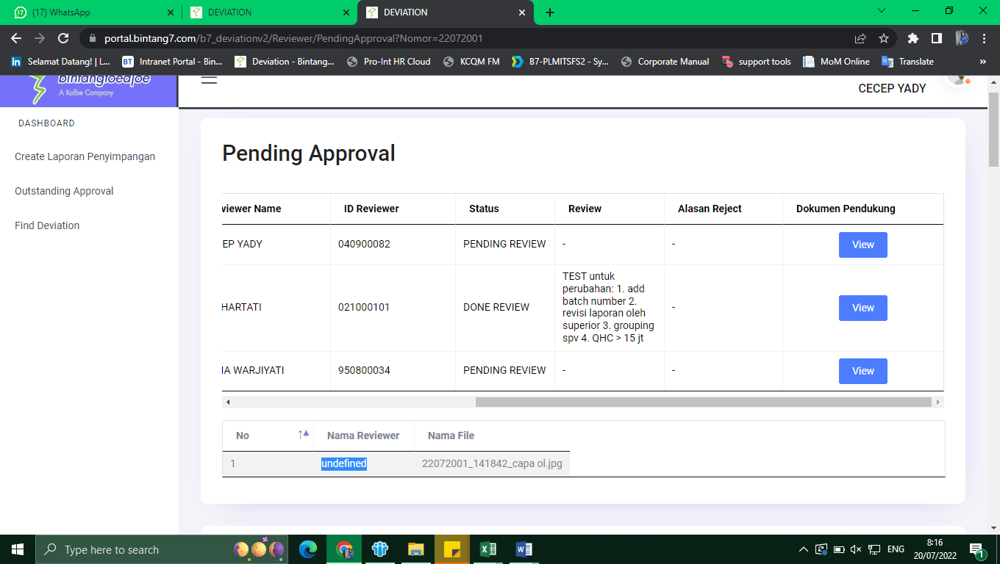 (17) WhatsApp
DEVIATION
DEVIATION
portal.bintang7.com/b7_deviationv2/Reviewer/PendingApproval?Nomor=22072001
Selamat Datang! | L...
Intranet Portal - Bin...
Deviation - Bintang...
Pro-Int HR Cloud
KCQM FM
B7-PLMITSFS2 - Sy...
Corporate Manual
support tools
MoM Online
Translate
bintangtoedjoe
A Kalbe Company
CECEP YADY
DASHBOARD
Create Laporan Penyimpangan
Outstanding Approval
Find Deviation
Pending Approval
viewer Name ID Reviewer Status Review Alasan Reject Dokumen Pendukung
EP YADY 040900082 PENDING REVIEW - - View
HARTATI 021000101 DONE REVIEW
TEST untuk
perubahan: 1. add
batch number 2.
revisi laporan oleh
superior 3. grouping
spv 4. QHC > 15 jt
- View
IA WARJIYATI 950800034 PENDING REVIEW - - View
No Nama Reviewer Nama File
1 undefined 22072001_141842_capa ol.jpg
Type here to search
ENG
8:16
20/07/2022
1